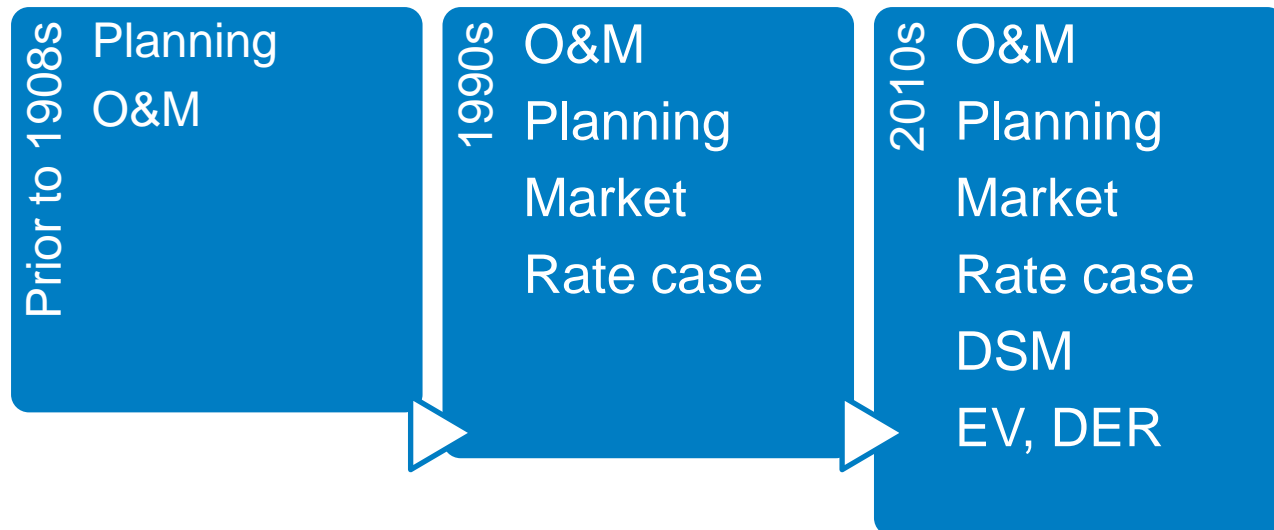 Prior to 1908s
Planning
O&M
1990s
O&M
Planning
Market
Rate case
2010s
O&M
Planning
Market
Rate case
DSM
EV, DER